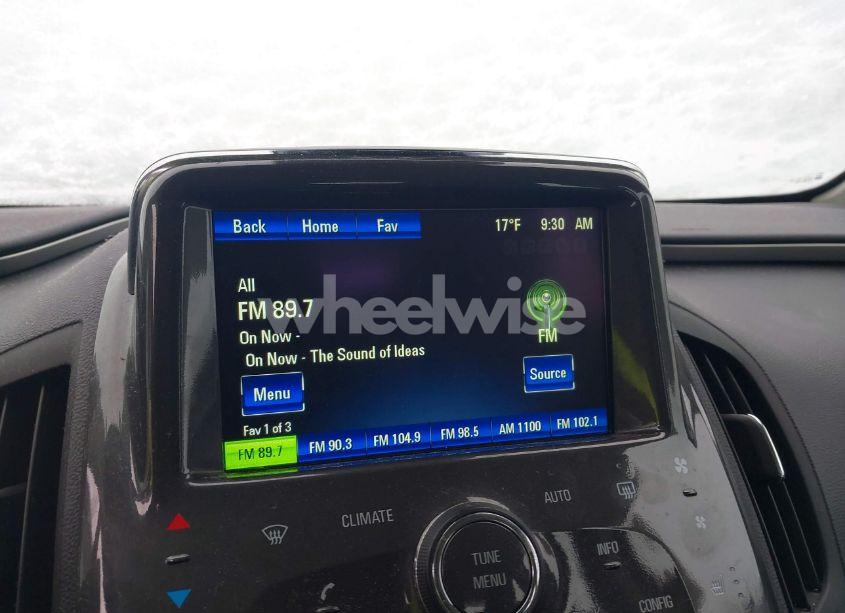 Back Home Fav 17°F 9:30 AM
All
FM 89.7
wheelwise
On Now -
FM
On Now - The Sound of Ideas
Menu
Source
Fav 1 of 3
FM 89.7 FM 90.3 FM 104.9 FM 98.5 AM 1100 FM 102.1
CLIMATE
AUTO
TUNE
MENU
INFO
CONFIG